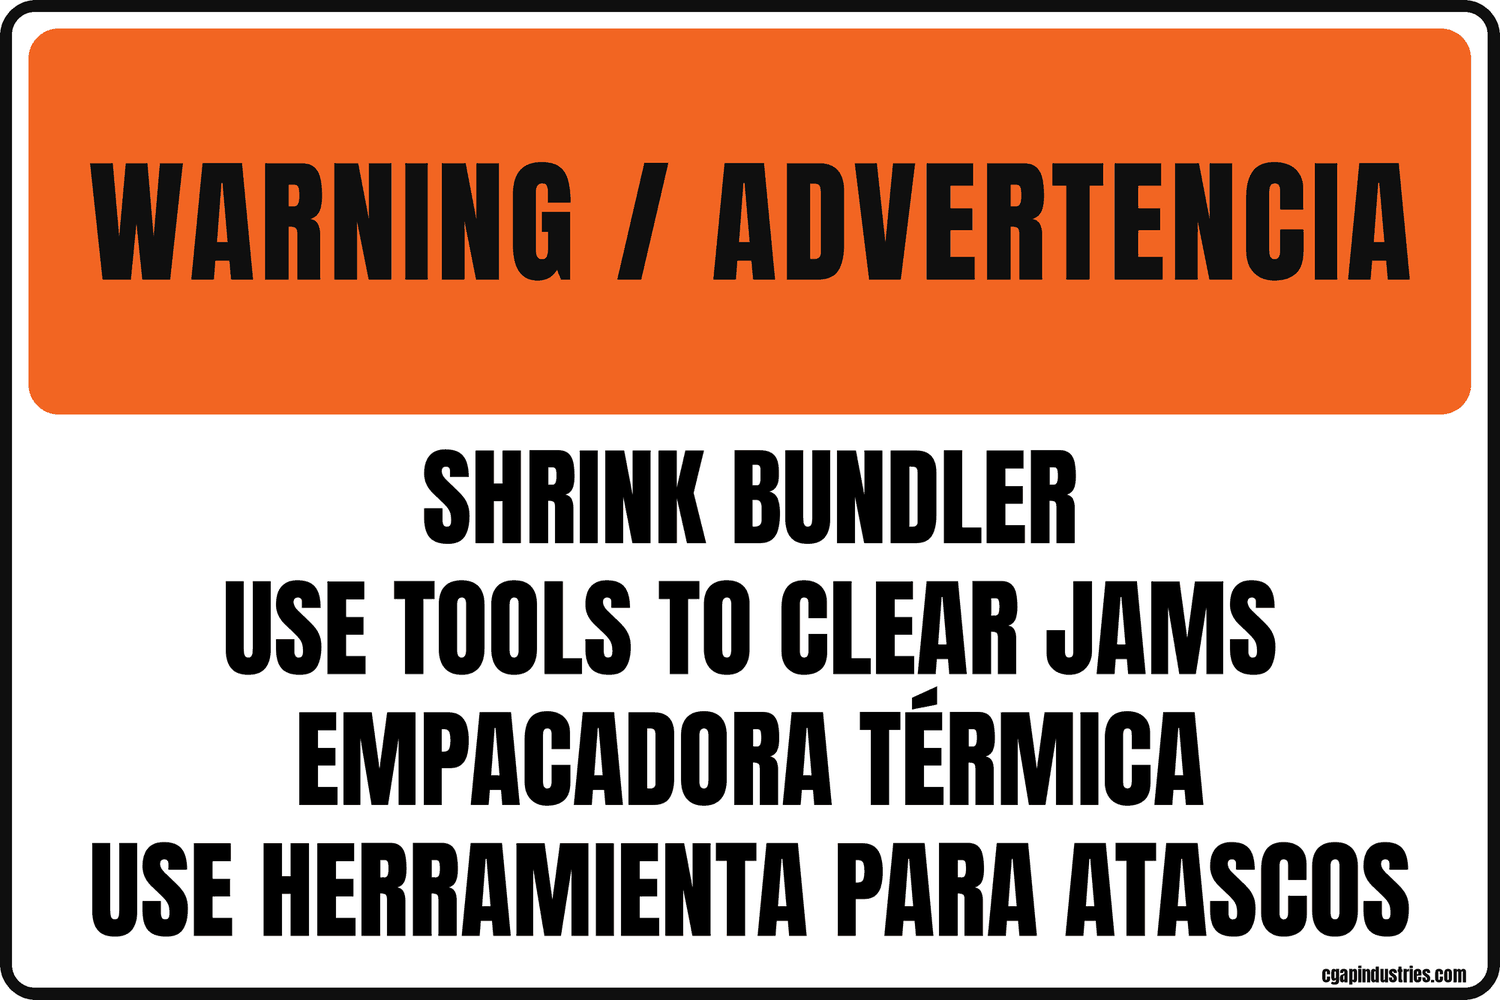 WARNING / ADVERTENCIA
SHRINK BUNDLER
USE TOOLS TO CLEAR JAMS
EMPACADORA TÉRMICA
USE HERRAMIENTA PARA ATASCOS
cgapindustries.com